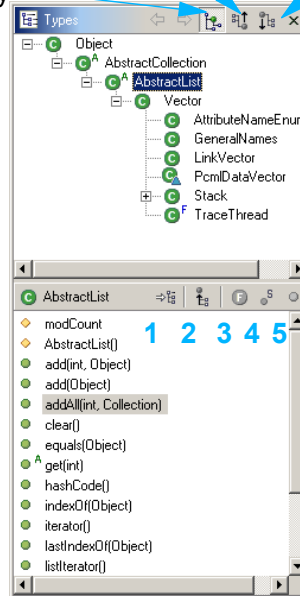 Types
Object
AbstractCollection
AbstractList
Vector
AttributeNameEnum
GeneralNames
LinkVector
PcmlDataVector
Stack
TraceThread
AbstractList
modCount
1 2 3 4 5
AbstractList()
add(int, Object)
add(Object)
addAll(int, Collection)
clear()
equals(Object)
get(int)
hashCode()
indexOf(Object)
iterator()
lastIndexOf(Object)
listIterator()